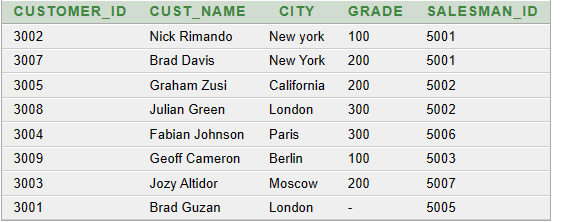 CUSTOMER_ID CUST_NAME CITY GRADE SALESMAN_ID
3002 Nick Rimando New york 100 5001
3007 Brad Davis New York 200 5001
3005 Graham Zusi California 200 5002
3008 Julian Green London 300 5002
3004 Fabian Johnson Paris 300 5006
3009 Geoff Cameron Berlin 100 5003
3003 Jozy Altidor Moscow 200 5007
3001 Brad Guzan London - 5005